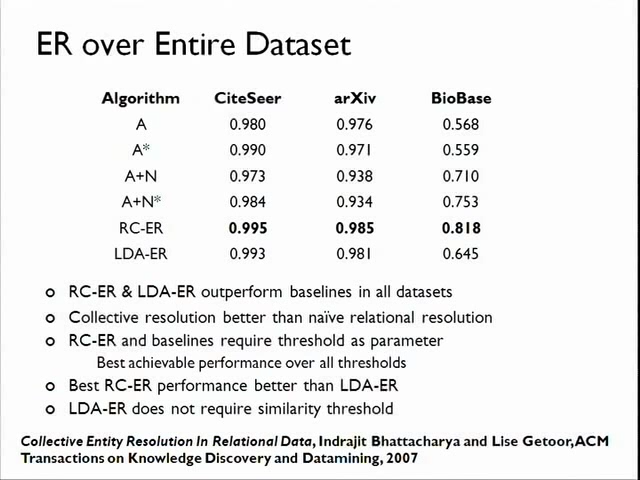 ER over Entire Dataset
Algorithm CiteSeer arXiv BioBase
A 0.980 0.976 0.568
A* 0.990 0.971 0.559
A+N 0.973 0.938 0.710
A+N* 0.984 0.934 0.753
RC-ER 0.995 0.985 0.818
LDA-ER 0.993 0.981 0.645
RC-ER & LDA-ER outperform baselines in all datasets
Collective resolution better than naïve relational resolution
RC-ER and baselines require threshold as parameter
Best achievable performance over all thresholds
Best RC-ER performance better than LDA-ER
LDA-ER does not require similarity threshold
Collective Entity Resolution In Relational Data, Indrajit Bhattacharya and Lise Getoor, ACM
Transactions on Knowledge Discovery and Datamining, 2007